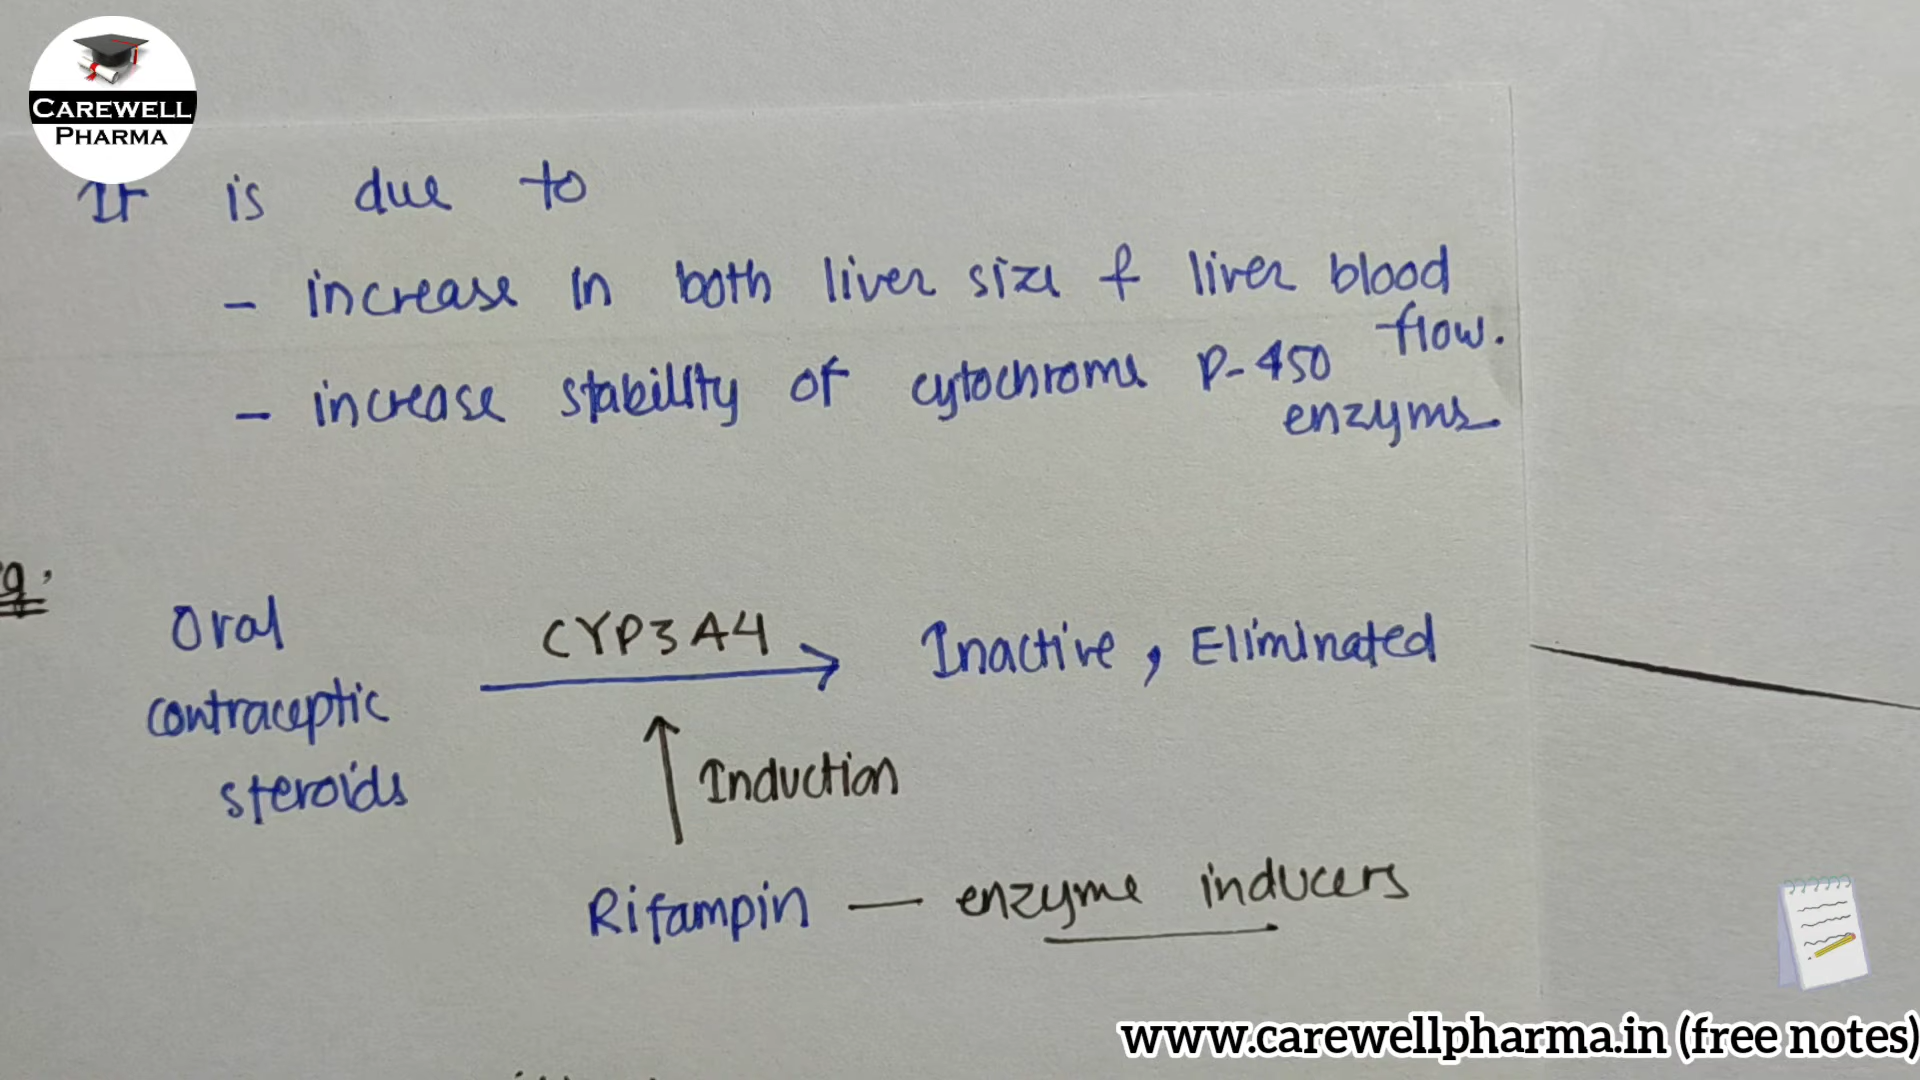 CAREWELL
PHARMA
It is due to
- increase in both liver size & liver blood flow.
- increase stability of cytochrome P-450 enzyms.
Oral contraceptic steroids
CYP3A4
Inactive, Eliminated
Induction
Rifampin — enzyme inducers
www.carewellpharma.in (free notes)